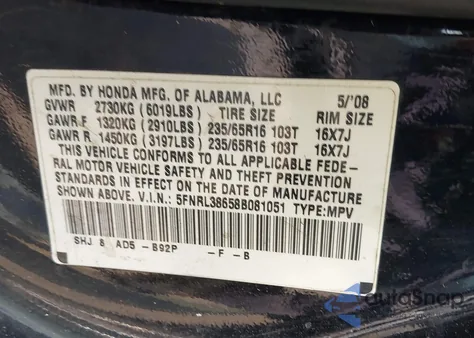 MFD. BY HONDA MFG. OF ALABAMA, LLC 5/'08
GVWR 2730KG (6019LBS) TIRE SIZE RIM SIZE
GAWR F 1320KG (2910LBS) 235/65R16 103T 16X7J
GAWR R. 1450KG (3197LBS) 235/65R16 103T 16X7J
THIS VEHICLE CONFORMS TO ALL APPLICABLE FEDE-
RAL MOTOR VEHICLE SAFETY AND THEFT PREVENTION
STANDARDS IN EFFECT ON THE DATE OF MANUFACTURE
SHOWN ABOVE. V.I.N.: 5FNRL38658B081051 TYPE:MPV
SHJ 8 AD5 -B92P -F -B
autoSnap